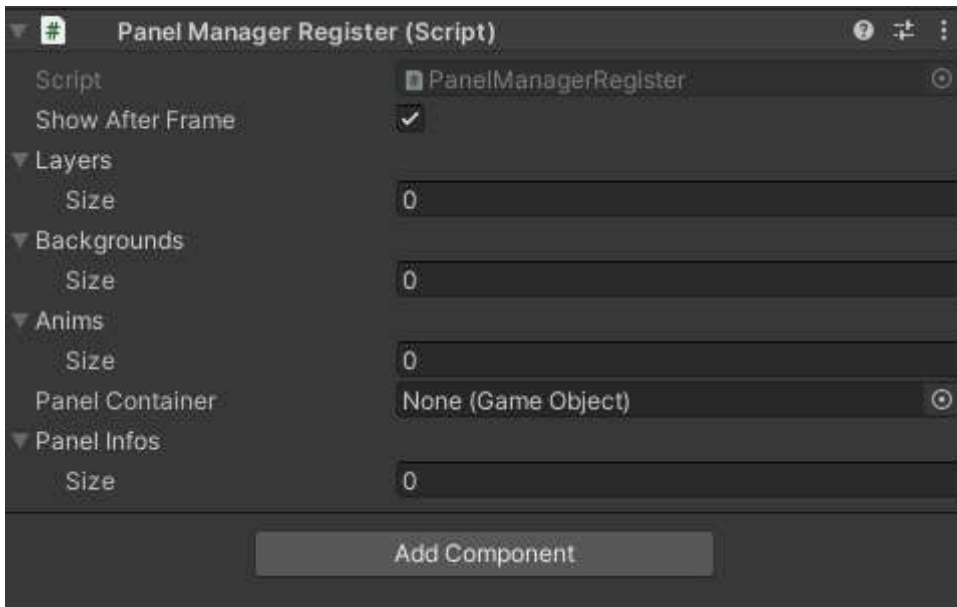 Panel Manager Register (Script)
Script PanelManagerRegister
Show After Frame
Layers
Size 0
Backgrounds
Size 0
Anims
Size 0
Panel Container None (Game Object)
Panel Infos
Size 0
Add Component